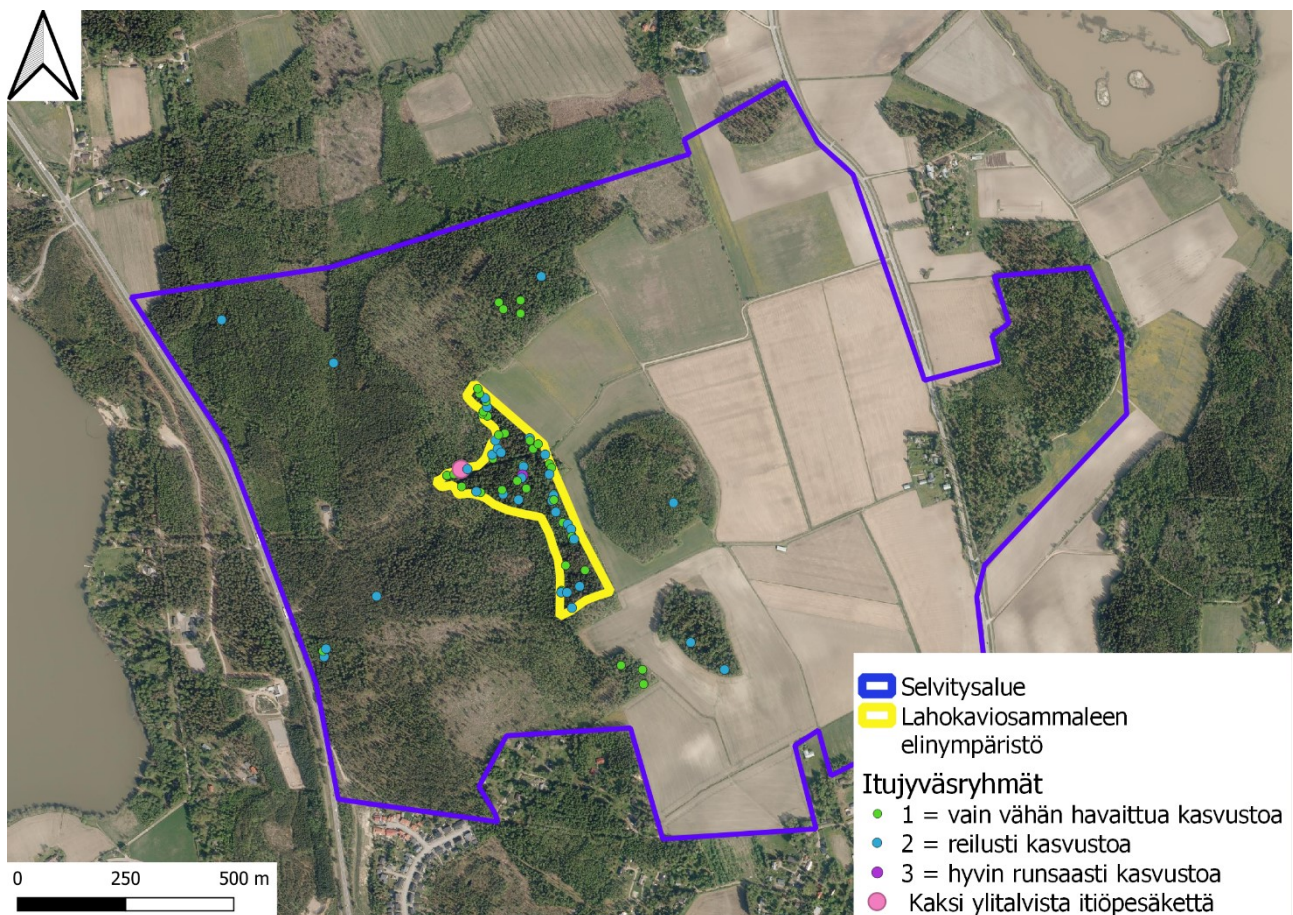 Selvitysalue
Lahokaviosammaleen
elinympäristö
Itujyväsryhmät
1 = vain vähän havaittua kasvustoa
2 = reilusti kasvustoa
3 = hyvin runsaasti kasvustoa
Kaksi ylitalvista itiöpesäkettä
0 250 500 m